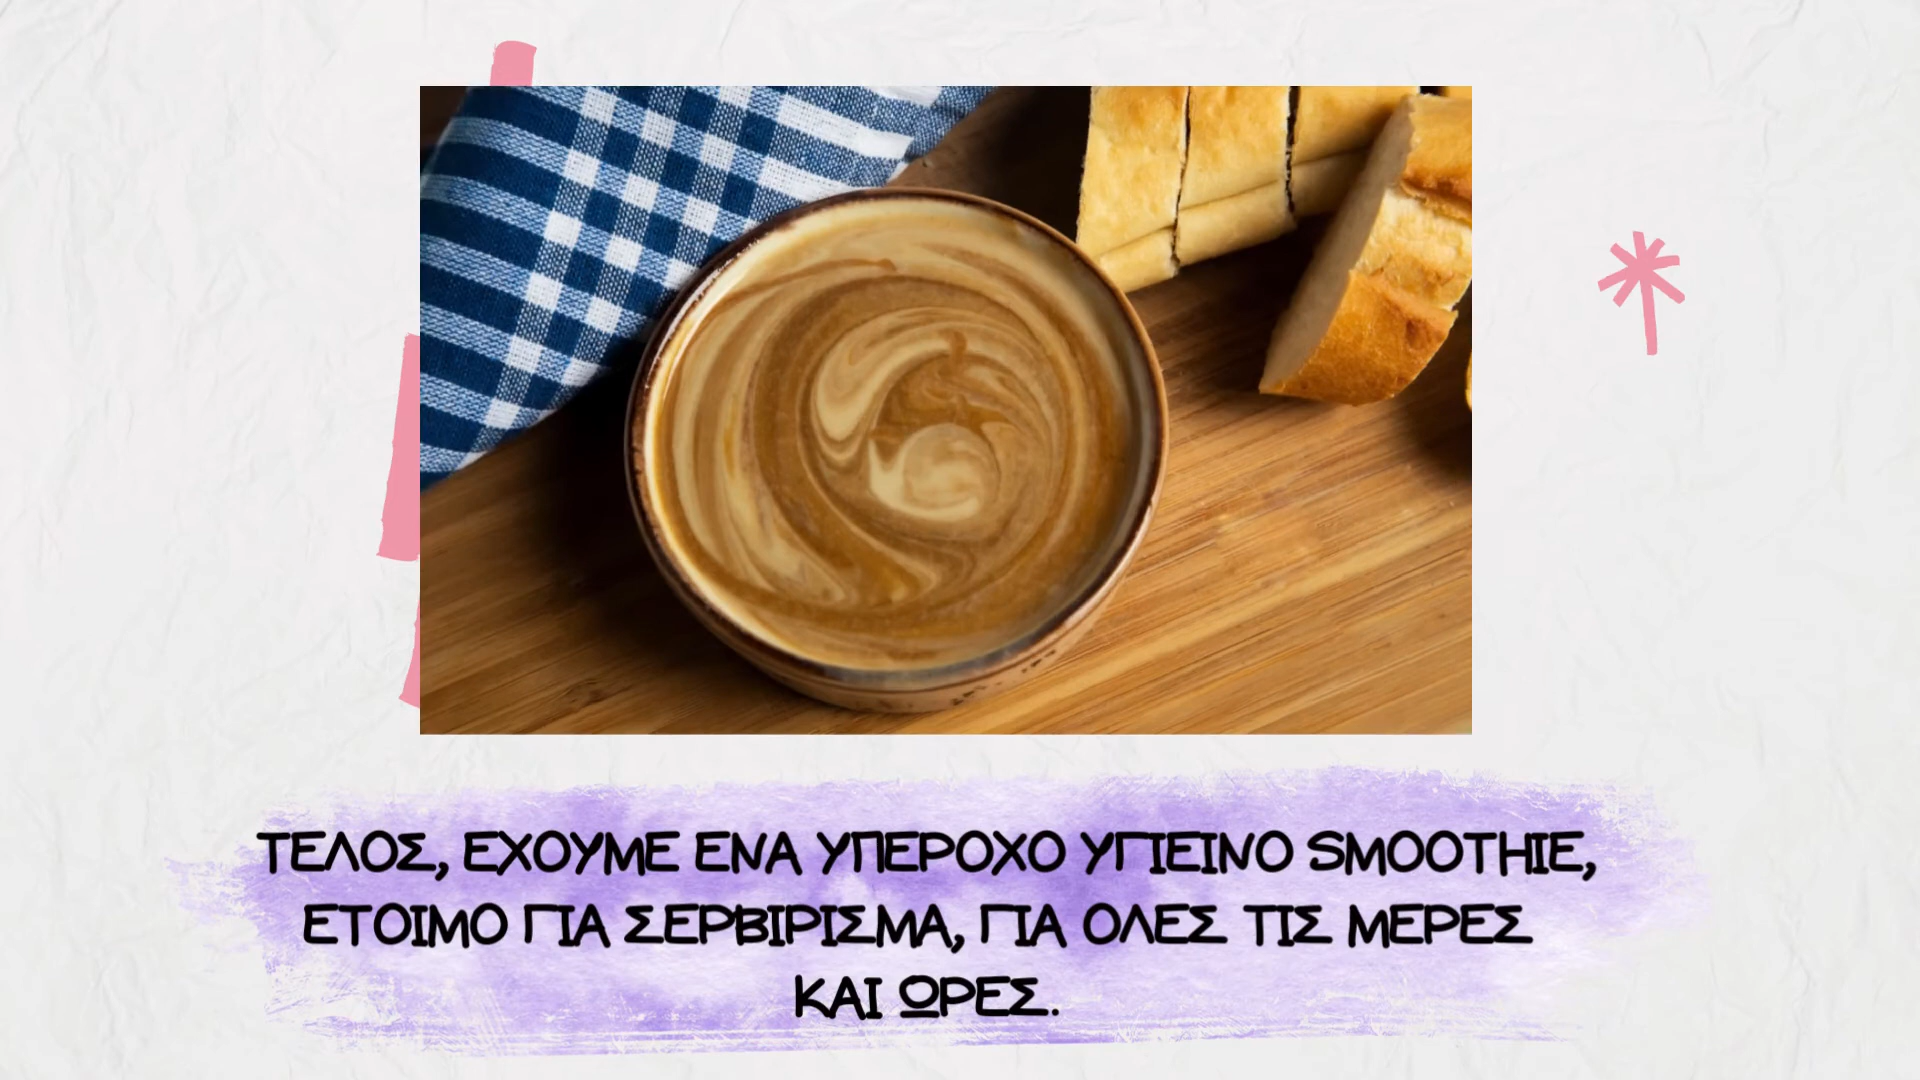 ΤΕΛΟΣ, ΕΧΟΥΜΕ ΕΝΑ ΥΠΕΡΟΧΟ ΥΓΙΕΙΝΟ SMOOTHIE,
ΕΤΟΙΜΟ ΓΙΑ ΣΕΡΒΙΡΙΣΜΑ, ΓΙΑ ΟΛΕΣ ΤΙΣ ΜΕΡΕΣ
ΚΑΙ ΩΡΕΣ.